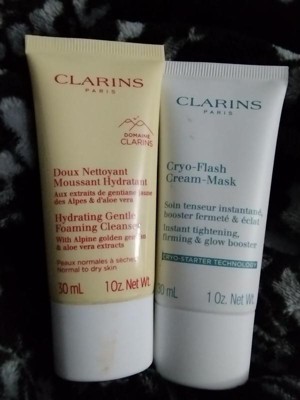 CLARINS
PARIS
DOMAINE
CLARINS
Doux Nettoyant
Moussant Hydratant
Aux extraits de gentiane jaune
des Alpes & d'aloe vera
Hydrating Gentle
Foaming Cleanser
With Alpine golden gentian
& aloe vera extracts
Peaux normales à sèches
Normal to dry skin
30 mL 1 Oz. Net Wt.
CLARINS
PARIS
Cryo-Flash
Cream-Mask
Soin tenseur instantané,
booster fermeté & éclat
Instant tightening,
firming & glow booster
CRYO-STARTER TECHNOLOGY
30 mL 1 Oz. Net Wt.